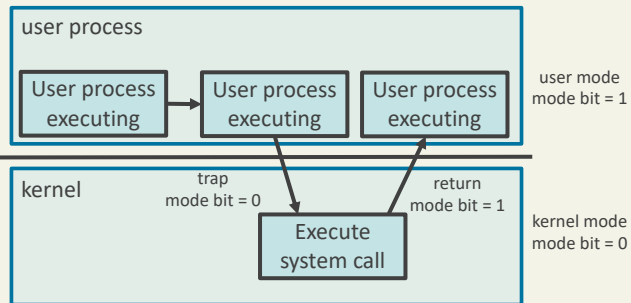 user process
User process
executing
User process
executing
User process
executing
user mode
mode bit = 1
kernel
trap
mode bit = 0
return
mode bit = 1
Execute
system call
kernel mode
mode bit = 0